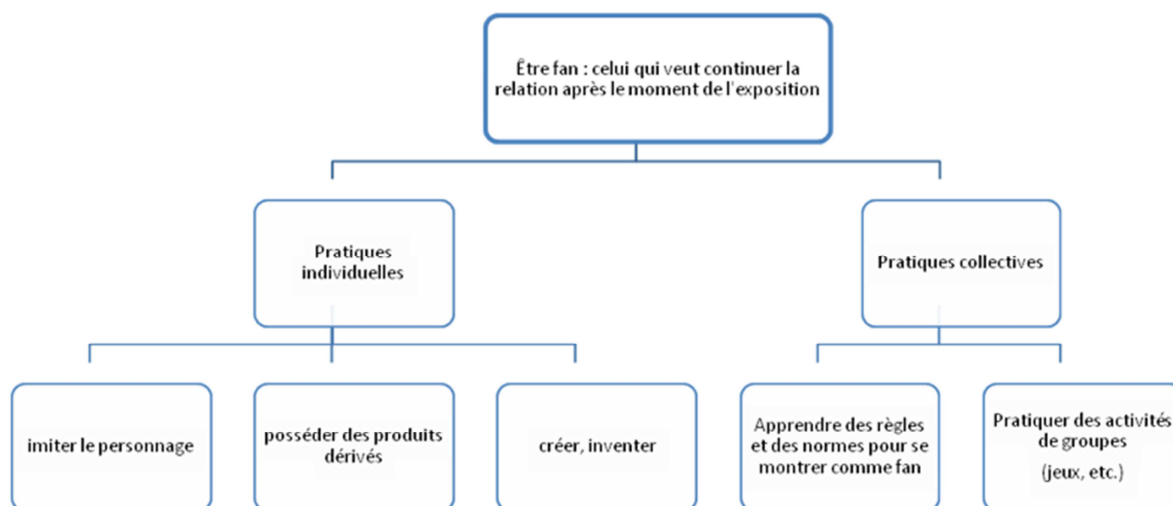 Être fan : celui qui veut continuer la
relation après le moment de l'exposition
Pratiques
individuelles
Pratiques collectives
imiter le personnage
posséder des produits
dérivés
créer, inventer
Apprendre des règles
et des normes pour se
montrer comme fan
Pratiquer des activités
de groupes
(jeux, etc.)